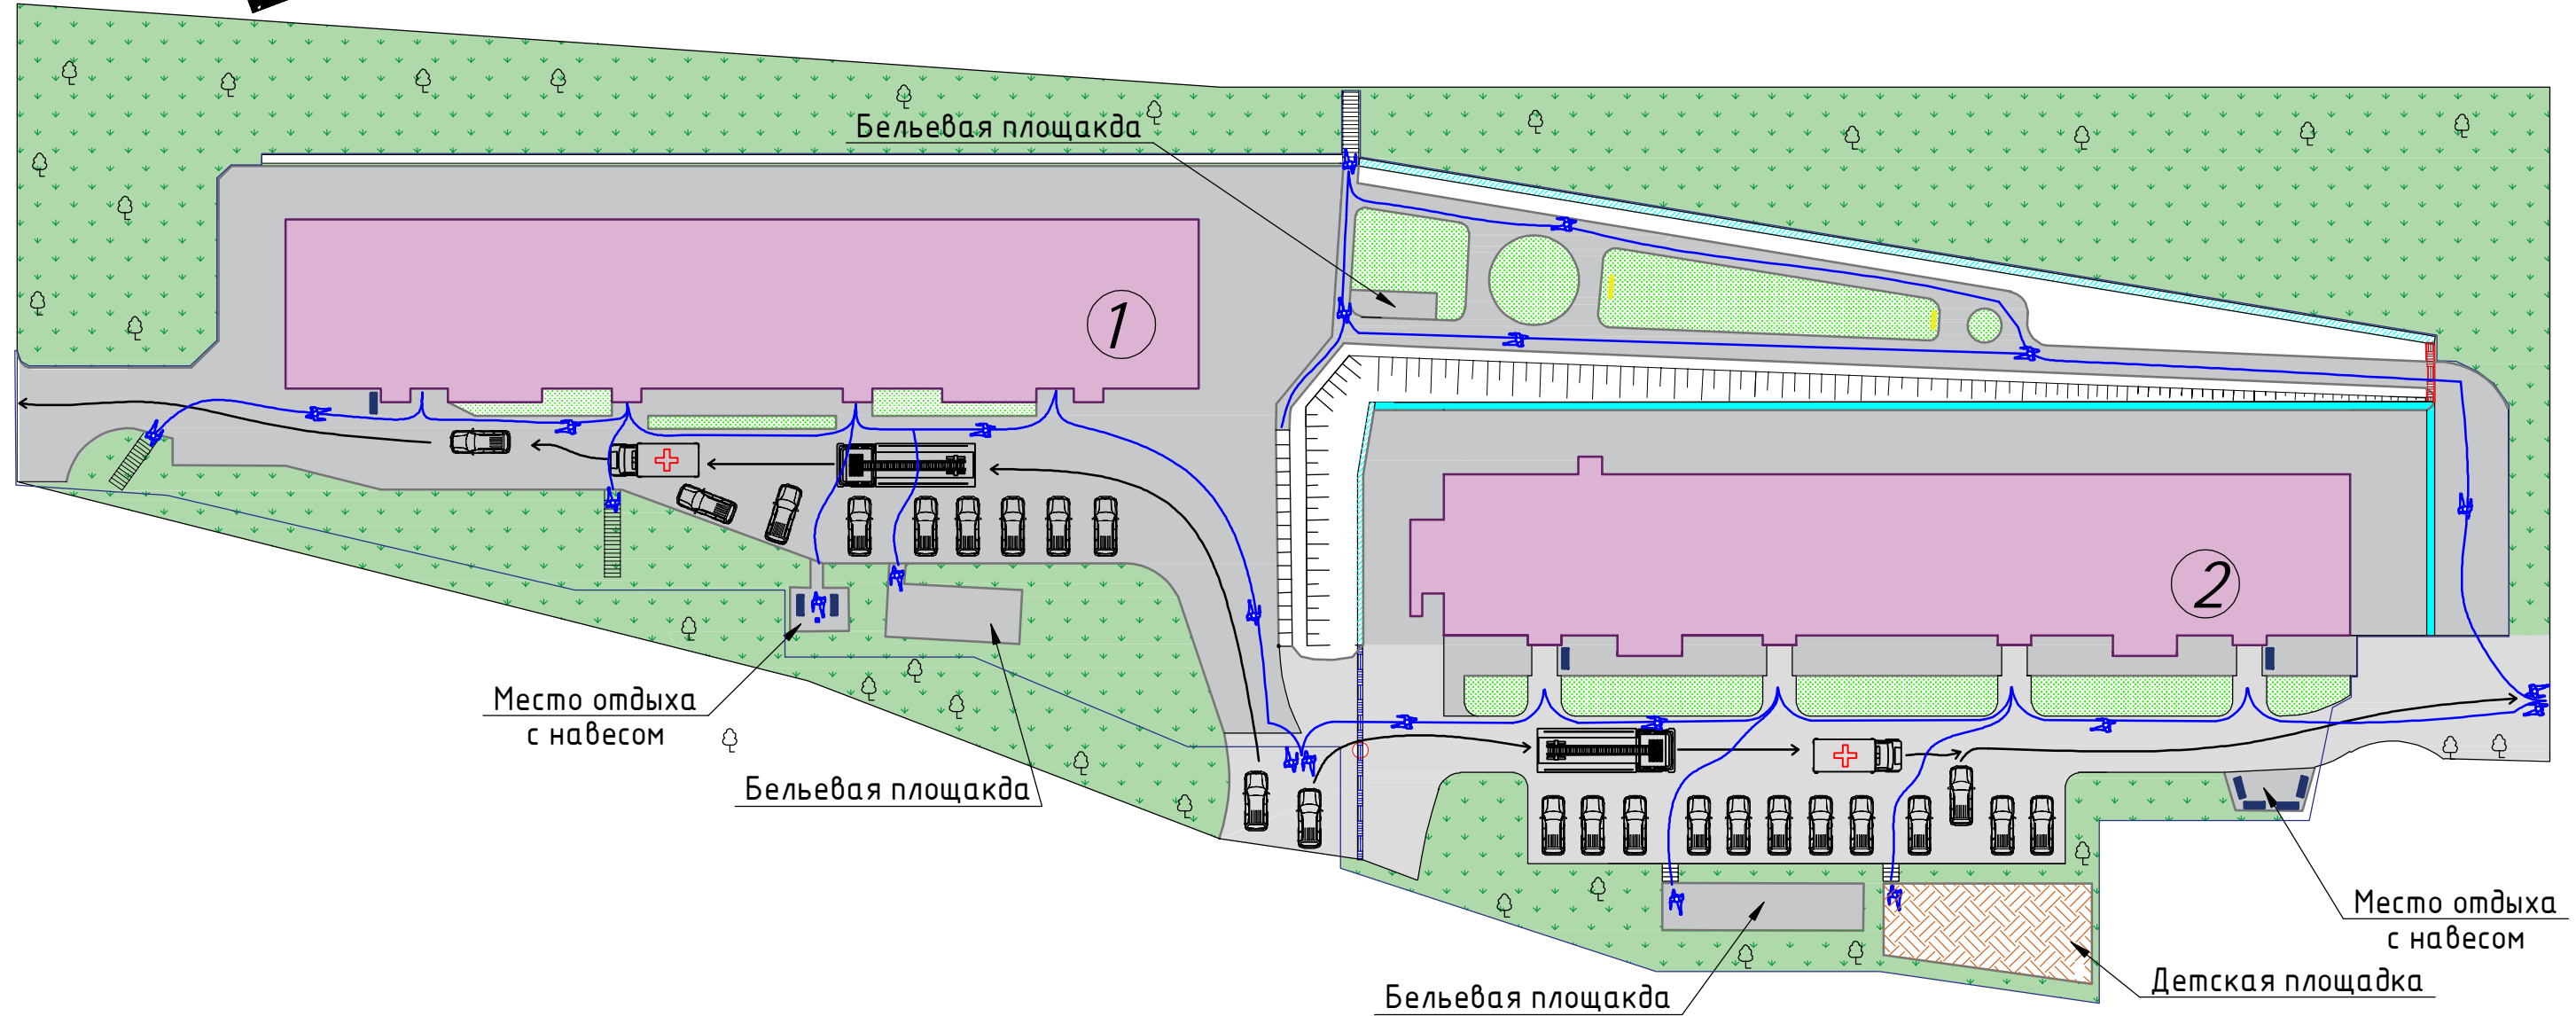 Бельевая площакда
1
2
Место отдыха
с навесом
Бельевая площакда
Место отдыха
с навесом
Детская площадка
Бельевая площакда